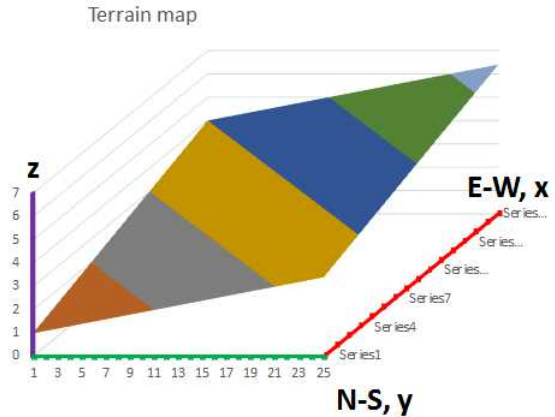 Terrain map
z
7
6
5
4
3
2
1
0
E-W, x
Series...
Series...
Series...
Series7
Series4
Series1
1 3 5 7 9 11 13 15 17 19 21 23 25
N-S, y